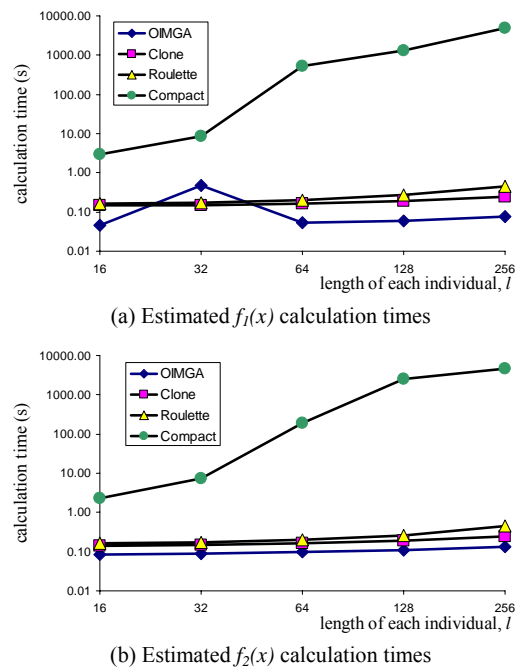 10000.00
1000.00
100.00
10.00
1.00
0.10
0.01
calculation time (s)
OIMGA
Clone
Roulette
Compact
16 32 64 128 256
length of each individual, l
(a) Estimated f1(x) calculation times
10000.00
1000.00
100.00
10.00
1.00
0.10
0.01
calculation time (s)
OIMGA
Clone
Roulette
Compact
16 32 64 128 256
length of each individual, l
(b) Estimated f2(x) calculation times